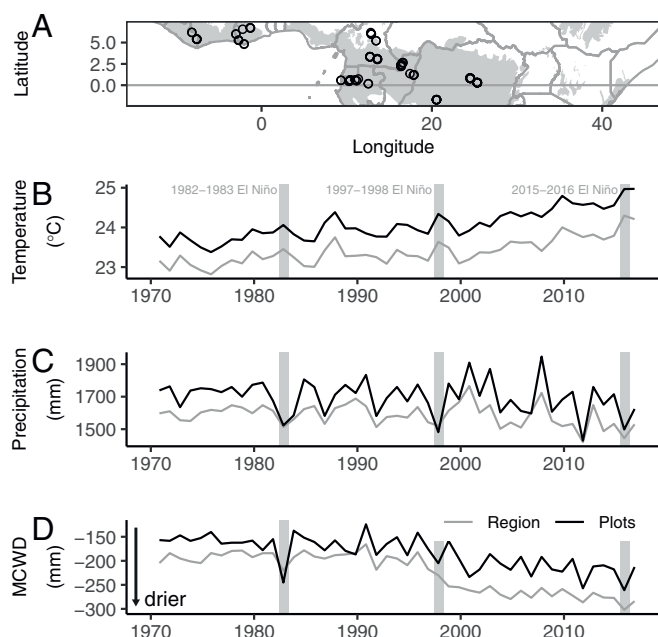 A
Latitude
5.0
2.5
0.0
0 20 40
Longitude
B
Temperature
(°C)
25
24
23
1982–1983 El Niño 1997–1998 El Niño 2015–2016 El Niño
1970 1980 1990 2000 2010
C
Precipitation
(mm)
1900
1700
1500
1970 1980 1990 2000 2010
D
MCWD
(mm)
−150
−200
−250
−300
Region Plots
drier
1970 1980 1990 2000 2010